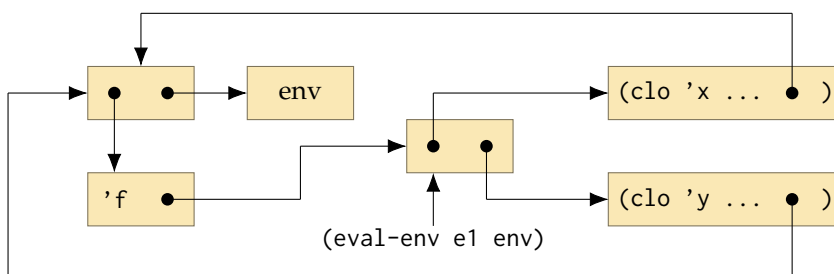 env
(clo 'x ... )
'f
(clo 'y ... )
(eval-env e1 env)